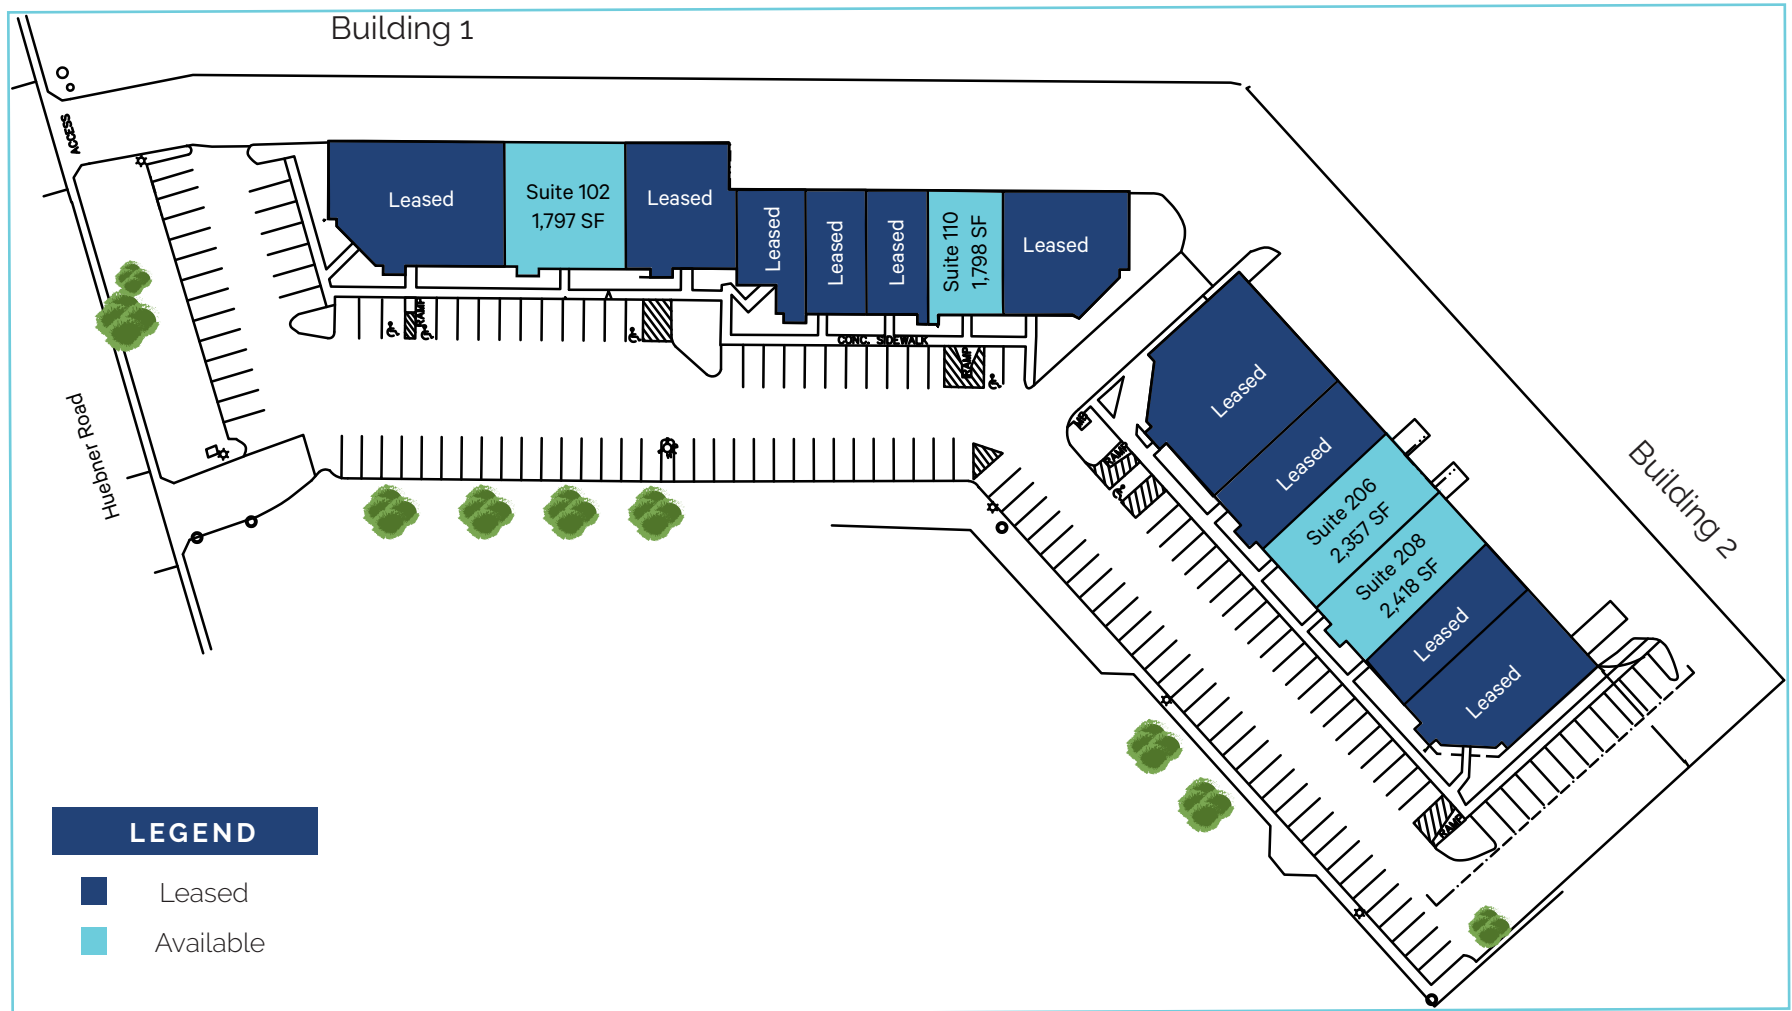 Building 1
ACCESS
Leased
Suite 102
1,797 SF
Leased
Leased
Leased
Leased
Suite 110
1,798 SF
Leased
RAMP
CONC. SIDEWALK
RAMP
Huebner Road
Leased
Leased
Suite 206
2,357 SF
Suite 208
2,418 SF
Leased
Leased
RAMP
RAMP
Building 2
LEGEND
Leased
Available